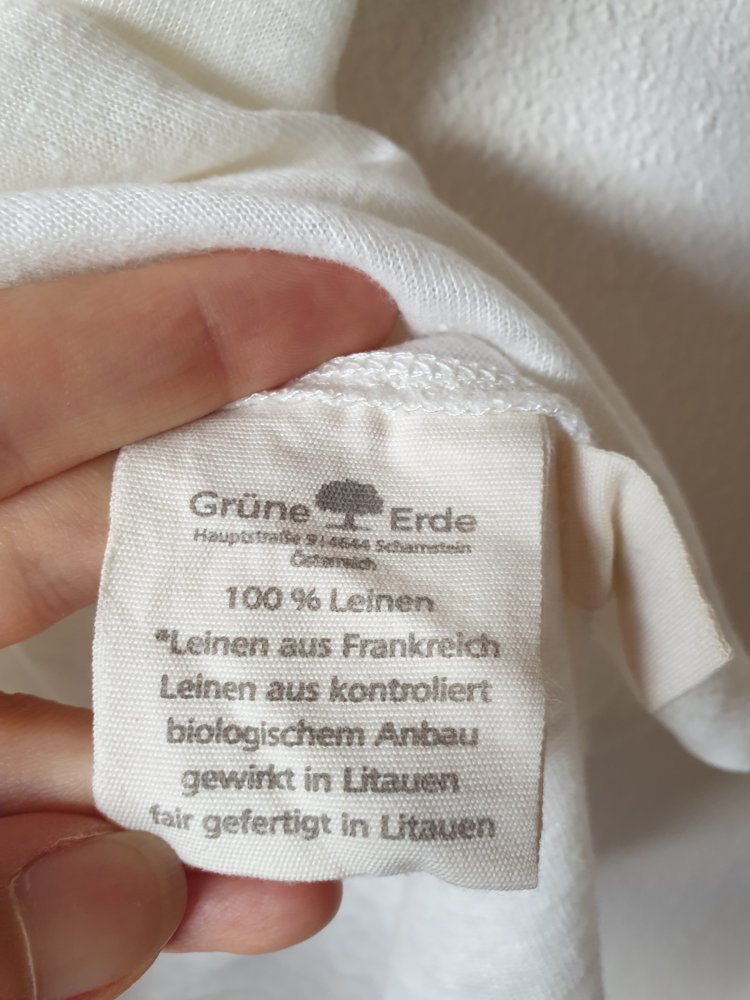 Grüne Erde
Hauptstraße 9 | 4644 Scharnstein
Österreich
100 % Leinen
*Leinen aus Frankreich
Leinen aus kontroliert
biologischem Anbau
gewirkt in Litauen
fair gefertigt in Litauen